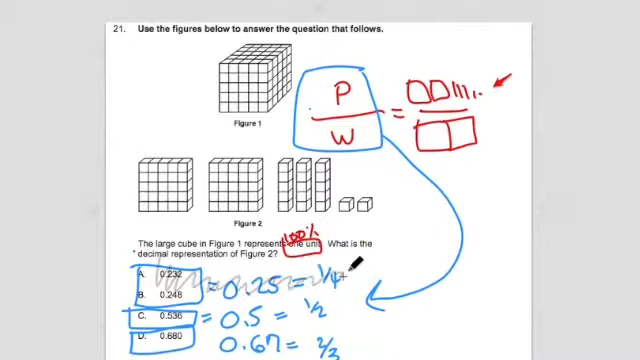 21. Use the figures below to answer the question that follows.
Figure 1
P
W
=
Figure 2
100%
The large cube in Figure 1 represents one unit. What is the
decimal representation of Figure 2?
A. 0.232
B. 0.248
= 0.25 = 1/4
C. 0.536
= 0.5 = 1/2
D. 0.680
0.67 = 2/3